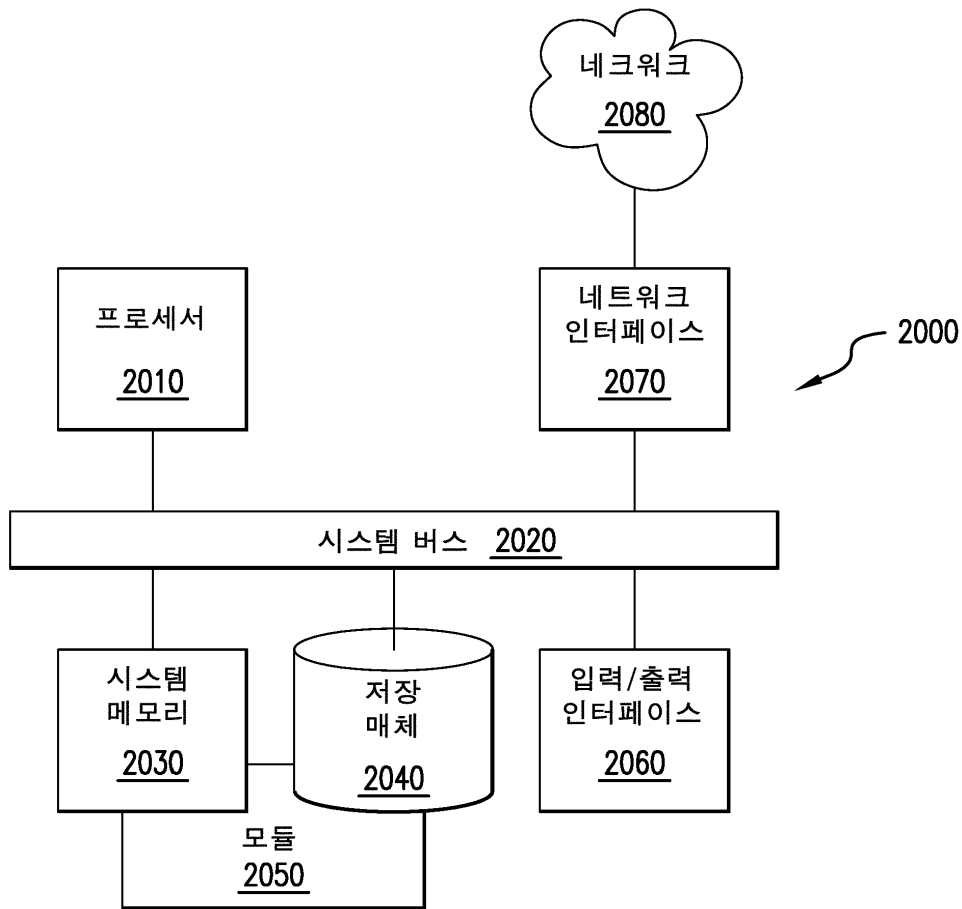 네크워크
2080
프로세서
2010
네트워크
인터페이스
2070
2000
시스템 버스 2020
시스템
메모리
2030
저장
매체
2040
입력/출력
인터페이스
2060
모듈
2050